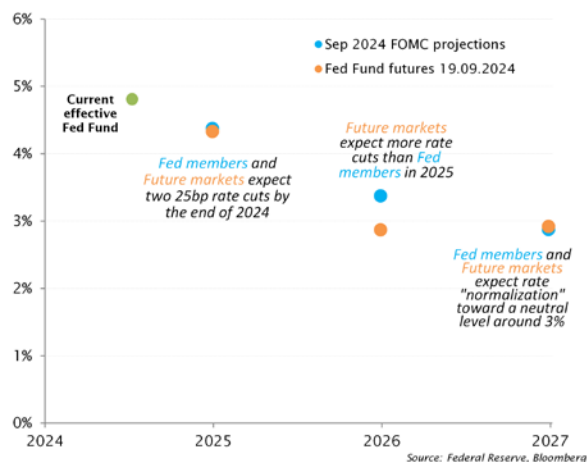 6%
Sep 2024 FOMC projections
Fed Fund futures 19.09.2024
5%
Current
effective
Fed Fund
Future markets
expect more rate
cuts than Fed
members in 2025
4%
Fed members and
Future markets expect
two 25bp rate cuts by
the end of 2024
3%
Fed members and
Future markets
expect rate
"normalization"
toward a neutral
level around 3%
2%
1%
0%
2024 2025 2026 2027
Source: Federal Reserve, Bloomberg